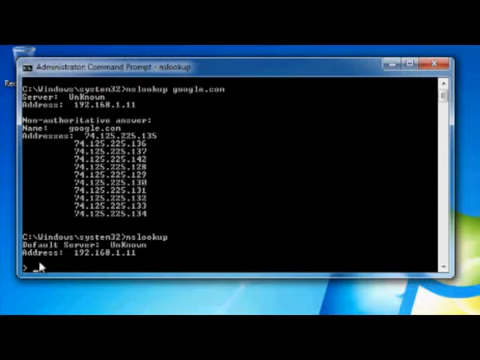 Administrator: Command Prompt - nslookup
C:\Windows\system32>nslookup google.com
Server:  UnKnown
Address:  192.168.1.11
Non-authoritative answer:
Name:    google.com
Addresses:  74.125.225.135
74.125.225.136
74.125.225.137
74.125.225.142
74.125.225.128
74.125.225.129
74.125.225.130
74.125.225.131
74.125.225.132
74.125.225.133
74.125.225.134
C:\Windows\system32>nslookup
Default Server:  UnKnown
Address:  192.168.1.11
> _